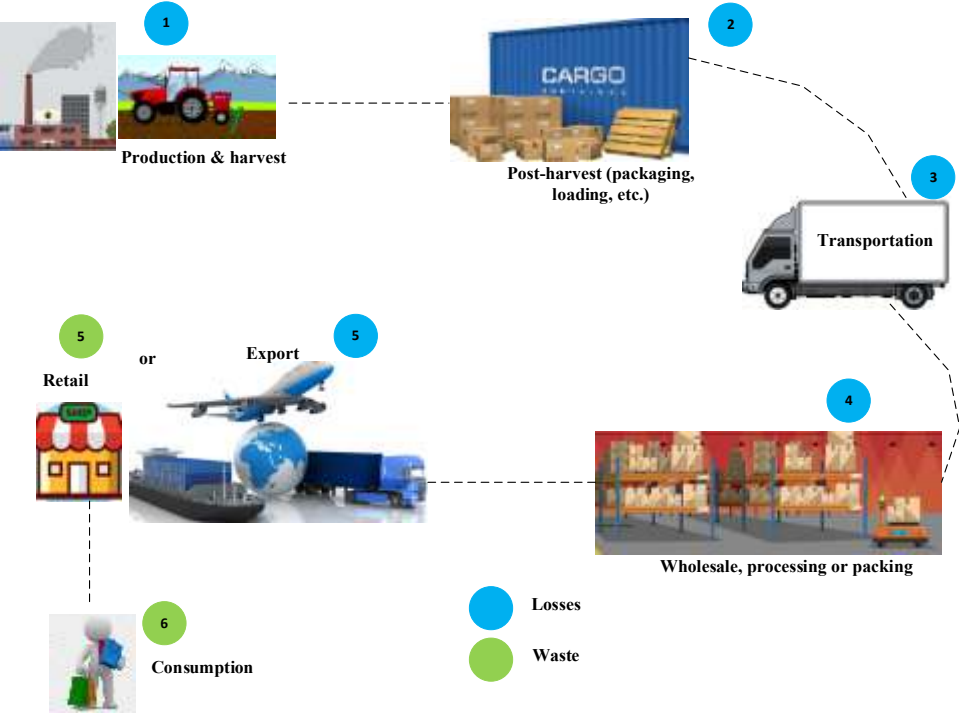 1
2
CARGO
Production & harvest
Post-harvest (packaging,
loading, etc.)
3
Transportation
5
or
Export
5
Retail
SHOP
4
Wholesale, processing or packing
Losses
6
Waste
Consumption